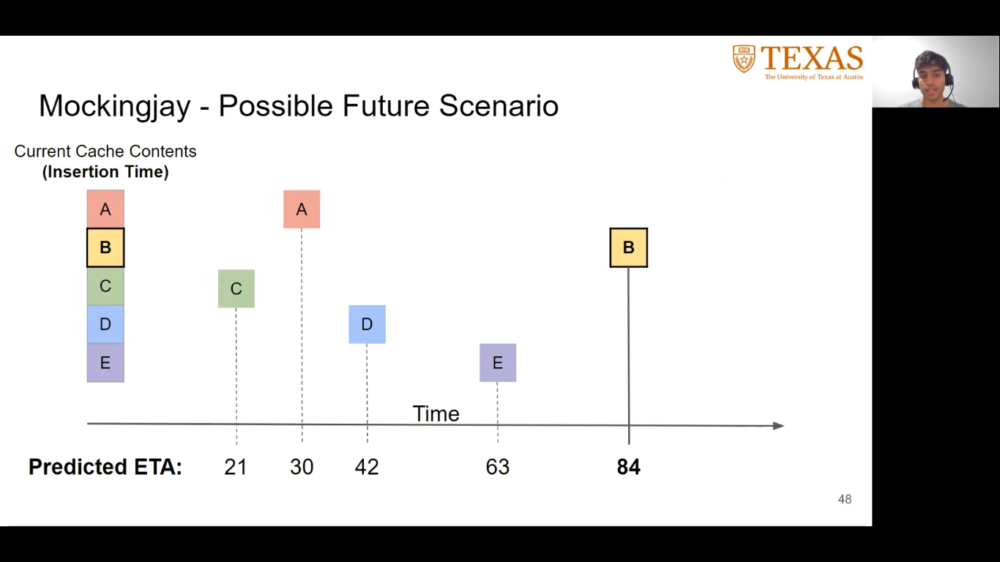 TEXAS
The University of Texas at Austin
Mockingjay - Possible Future Scenario
Current Cache Contents
(Insertion Time)
A
A
B
B
C
C
D
D
E
E
Time
Predicted ETA: 21 30 42 63 84
48